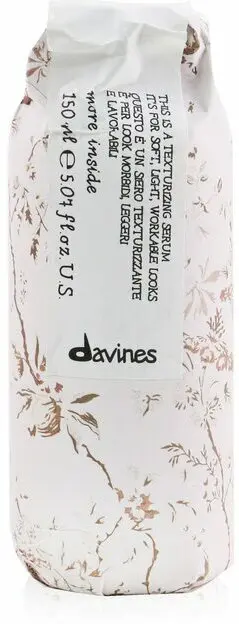 THIS IS A TEXTURIZING SERUM
ITS FOR SOFT, LIGHT, WORKABLE LOOKS
QUESTO È UN SIERO TEXTURIZZANTE
È PER LOOK MORBIDI, LEGGERI
E LAVORABILI
more inside
150 ml e 5.07 fl.oz U.S.
davines